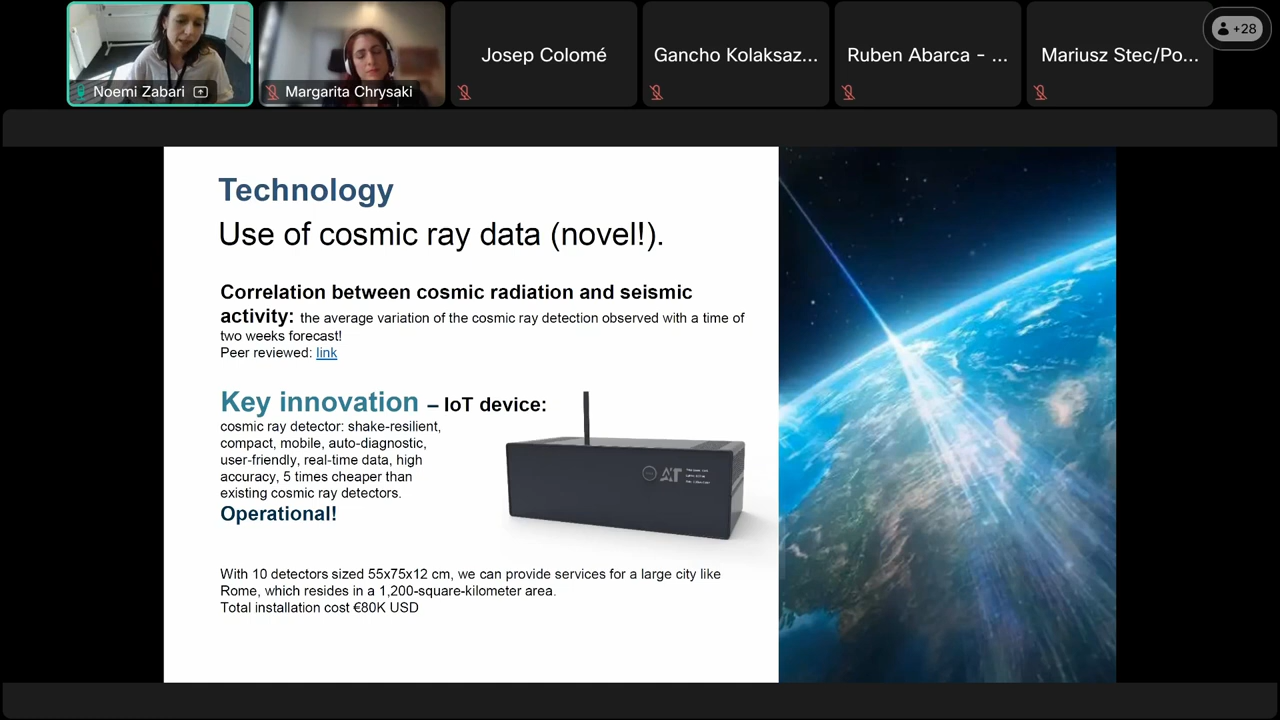 Noemi Zabari
Margarita Chrysaki
Josep Colomé
Gancho Kolaksaz...
Ruben Abarca - ...
Mariusz Stec/Po...
+28
Technology
Use of cosmic ray data (novel!).
Correlation between cosmic radiation and seismic
activity: the average variation of the cosmic ray detection observed with a time of
two weeks forecast!
Peer reviewed: link
Key innovation – IoT device:
cosmic ray detector: shake-resilient,
compact, mobile, auto-diagnostic,
user-friendly, real-time data, high
accuracy, 5 times cheaper than
existing cosmic ray detectors.
Operational!
With 10 detectors sized 55x75x12 cm, we can provide services for a large city like
Rome, which resides in a 1,200-square-kilometer area.
Total installation cost €80K USD